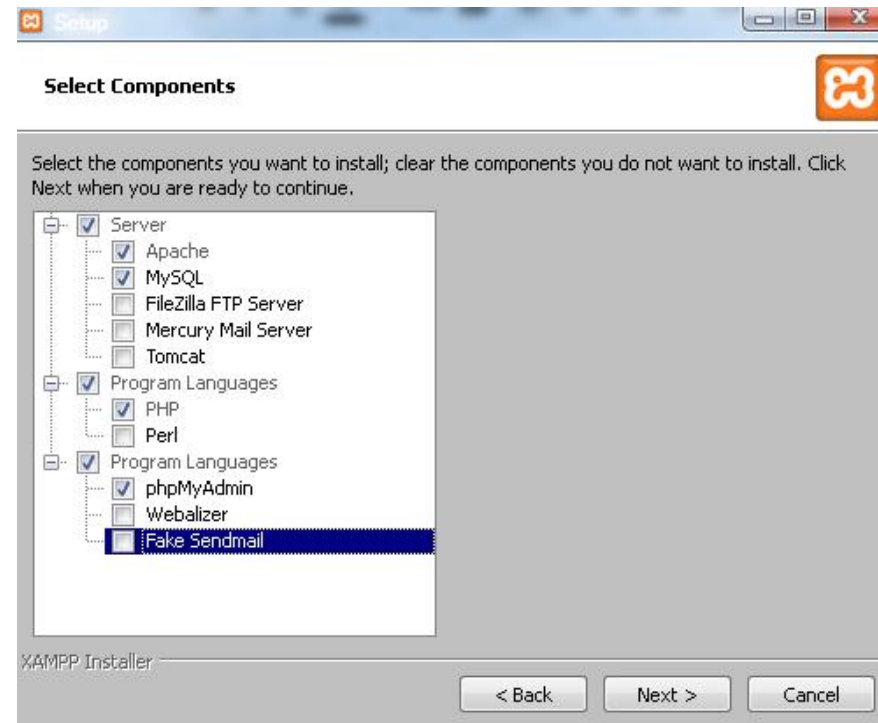 Setup
Select Components
Select the components you want to install; clear the components you do not want to install. Click
Next when you are ready to continue.
Server
Apache
MySQL
FileZilla FTP Server
Mercury Mail Server
Tomcat
Program Languages
PHP
Perl
Program Languages
phpMyAdmin
Webalizer
Fake Sendmail
XAMPP Installer
< Back
Next >
Cancel